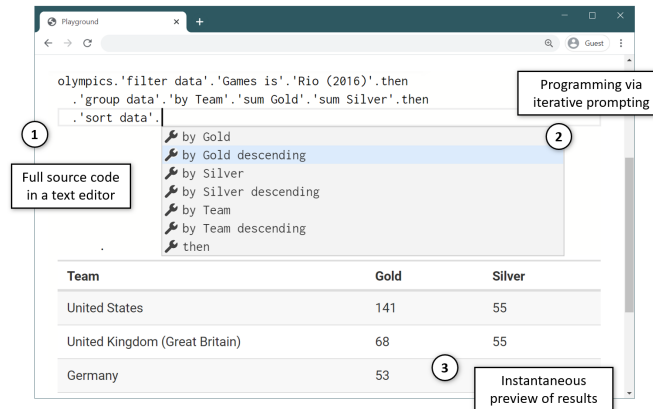 Playground
Guest
olympics.'filter data'.'Games is'.'Rio (2016)'.then
.'group data'.'by Team'.'sum Gold'.'sum Silver'.then
.'sort data'.
Programming via
iterative prompting
1
2
Full source code
in a text editor
by Gold
by Gold descending
by Silver
by Silver descending
by Team
by Team descending
then
.
Team Gold Silver
United States 141 55
United Kingdom (Great Britain) 68 55
Germany 53
3
Instantaneous
preview of results